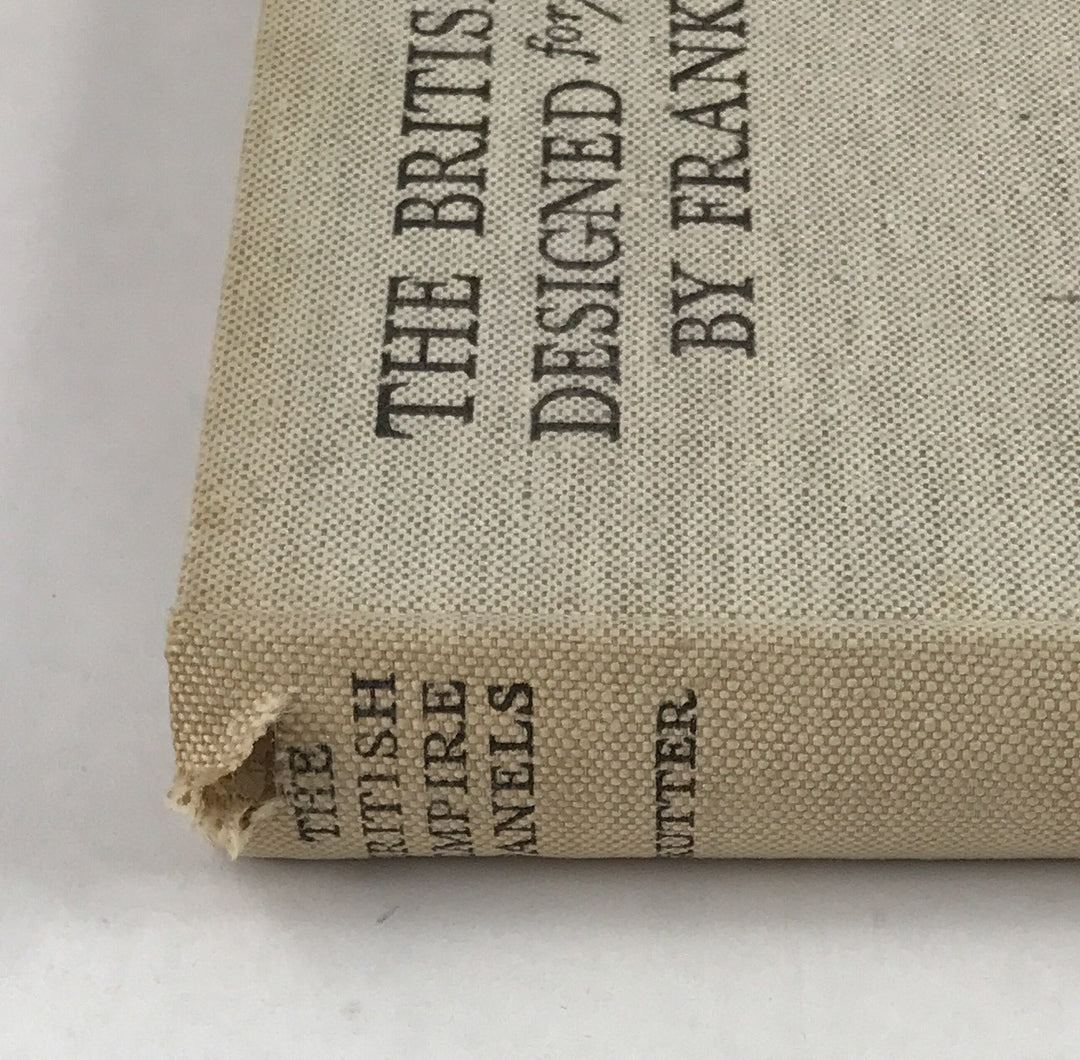 THE BRITIS
DESIGNED for
BY FRANK
THE
RITISH
MPIRE
ANELS
UTTER